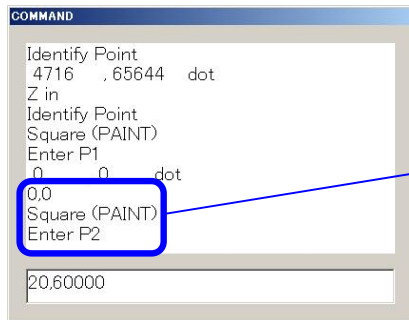 COMMAND
Identify Point
4716 ,65644 dot
Z in
Identify Point
Square (PAINT)
Enter P1
0 0 dot
0,0
Square (PAINT)
Enter P2
20,60000